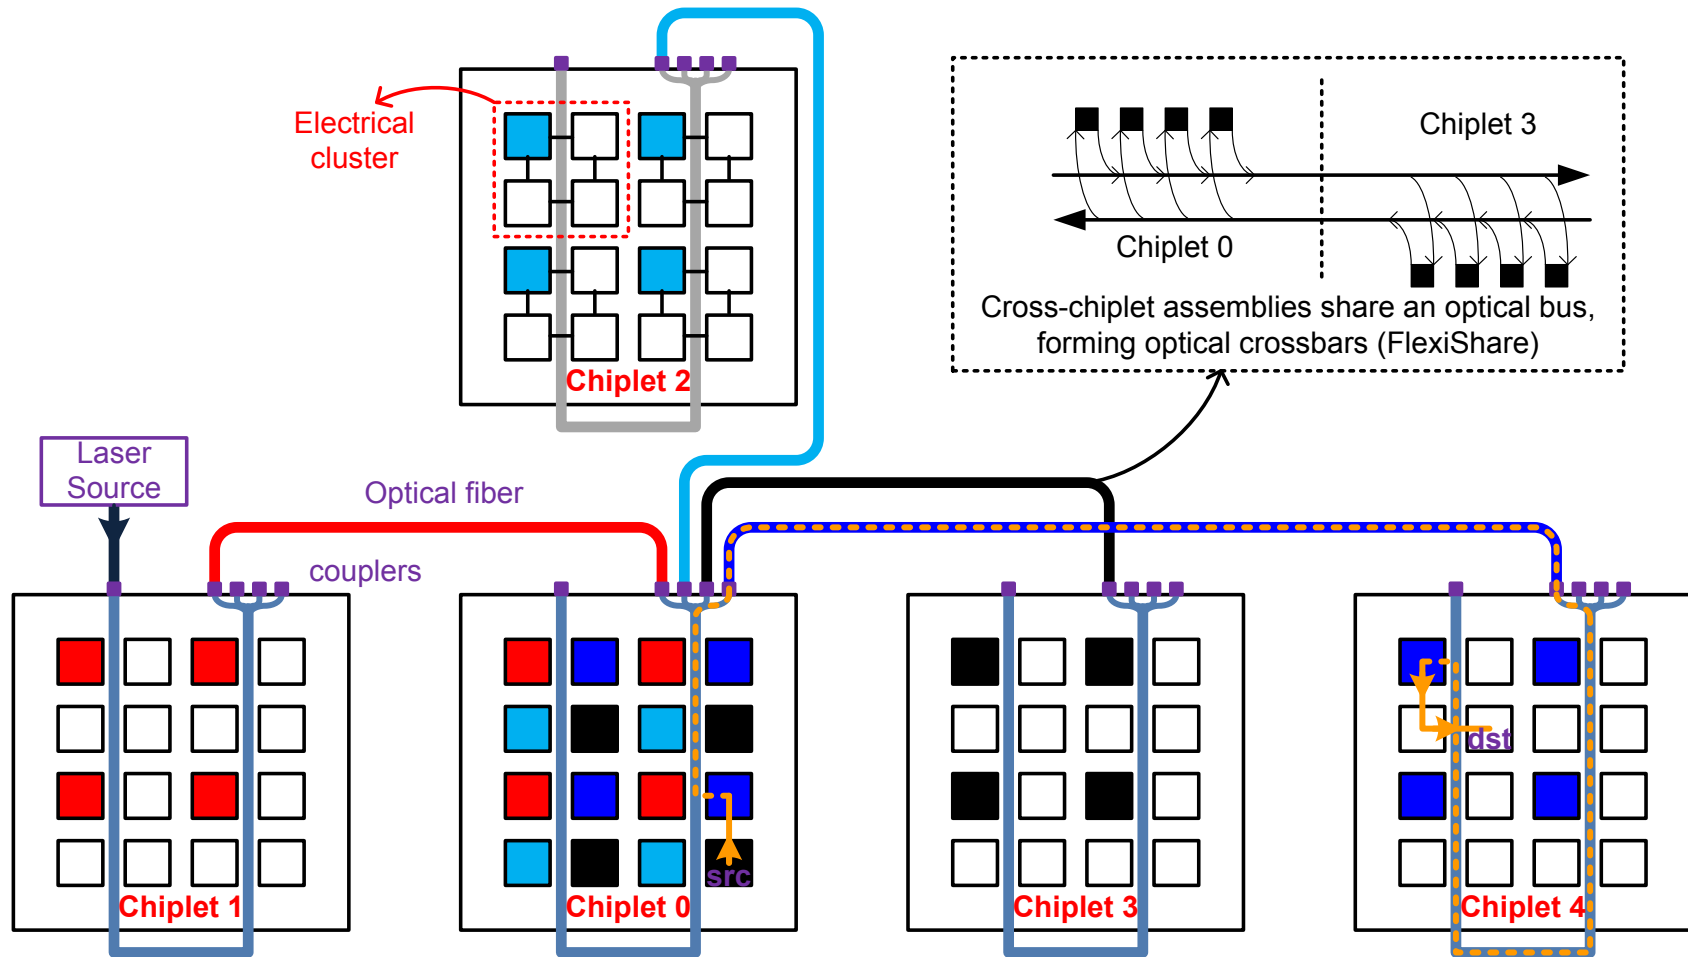 Electrical
cluster
Chiplet 2
Chiplet 3
Chiplet 0
Cross-chiplet assemblies share an optical bus,
forming optical crossbars (FlexiShare)
Laser
Source
Optical fiber
couplers
src
dst
Chiplet 1
Chiplet 0
Chiplet 3
Chiplet 4